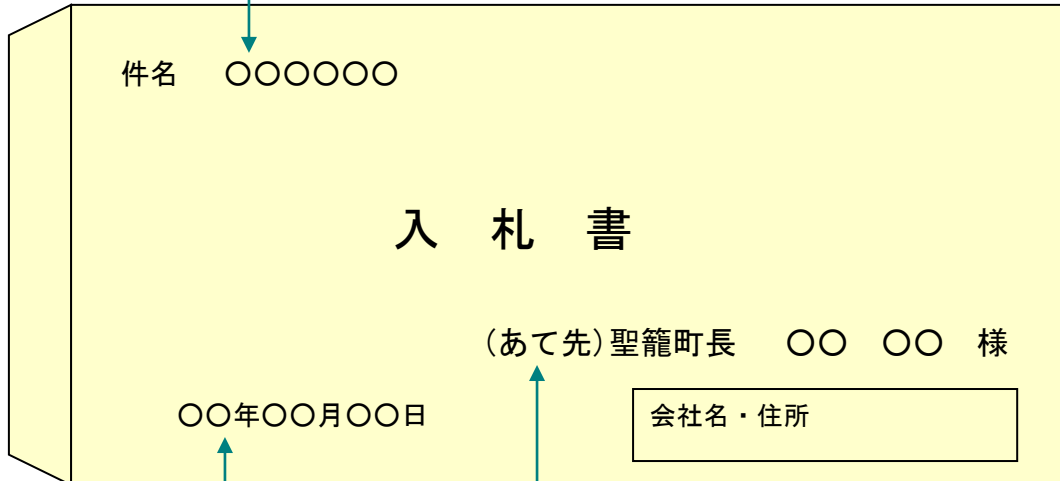 件名　〇〇〇〇〇〇
入　札　書
（あて先）聖籠町長　〇〇　〇〇　様
〇〇年〇〇月〇〇日
会社名・住所